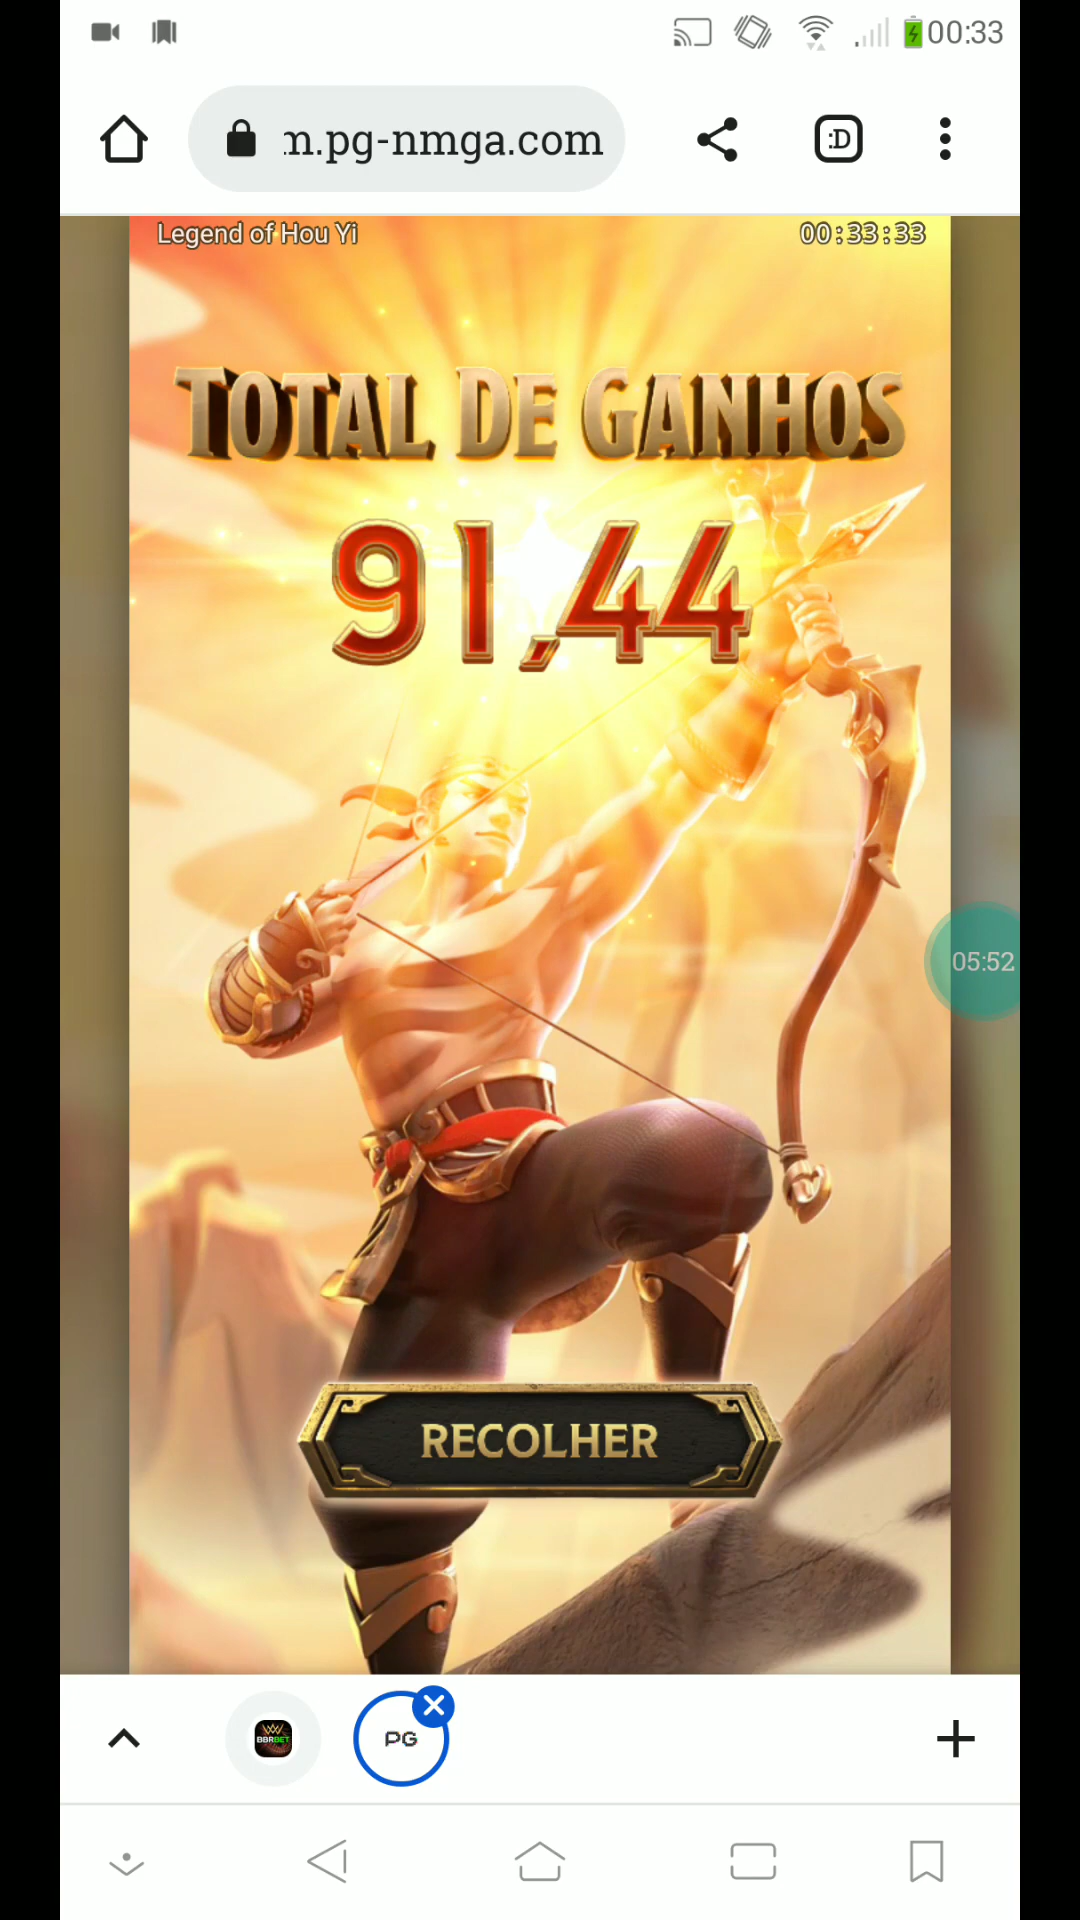 00:33
m.pg-nmga.com
:D
Legend of Hou Yi
00:33:33
TOTAL DE GANHOS
91,44
05:52
RECOLHER
BBRBET
PG